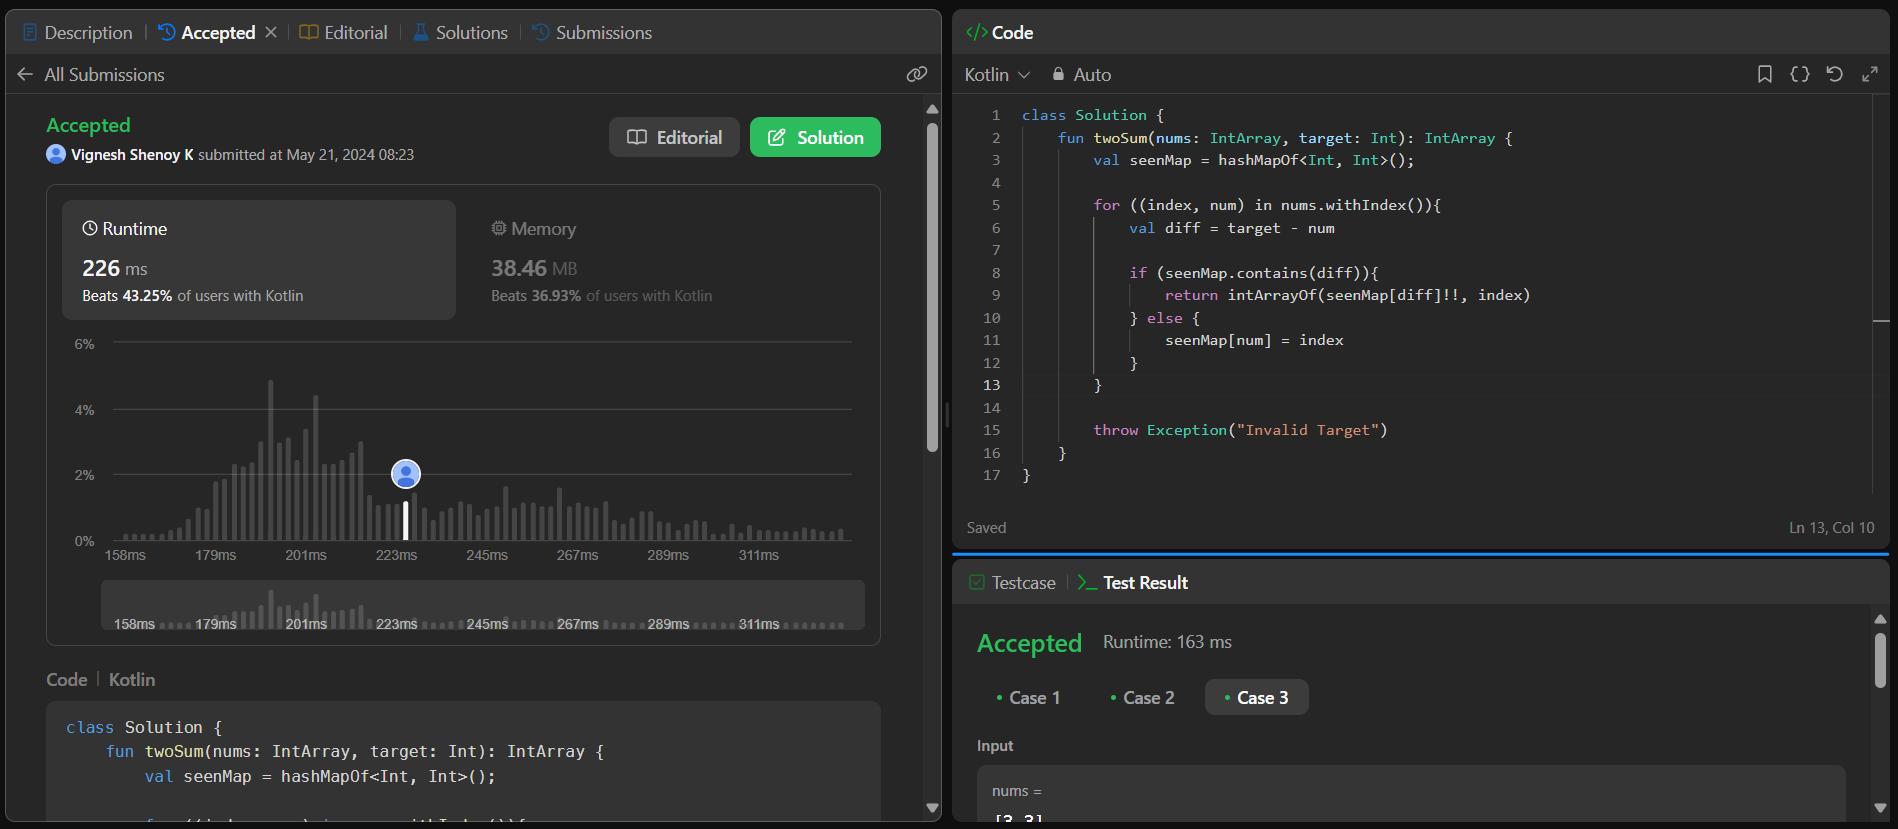 Description
Accepted
Editorial
Solutions
Submissions
All Submissions
Accepted
Vignesh Shenoy K submitted at May 21, 2024 08:23
Editorial
Solution
Runtime
226 ms
Beats 43.25% of users with Kotlin
Memory
38.46 MB
Beats 36.93% of users with Kotlin
6%
4%
2%
0%
158ms 179ms 201ms 223ms 245ms 267ms 289ms 311ms
158ms 179ms 201ms 223ms 245ms 267ms 289ms 311ms
Code | Kotlin
class Solution {
    fun twoSum(nums: IntArray, target: Int): IntArray {
        val seenMap = hashMapOf<Int, Int>();
Code
Kotlin
Auto
1 class Solution {
2     fun twoSum(nums: IntArray, target: Int): IntArray {
3         val seenMap = hashMapOf<Int, Int>();
4
5         for ((index, num) in nums.withIndex()){
6             val diff = target - num
7
8             if (seenMap.contains(diff)){
9                 return intArrayOf(seenMap[diff]!!, index)
10             } else {
11                 seenMap[num] = index
12             }
13         }
14
15         throw Exception("Invalid Target")
16     }
17 }
Saved
Ln 13, Col 10
Testcase
>_ Test Result
Accepted
Runtime: 163 ms
Case 1
Case 2
Case 3
Input
nums =
[3,3]